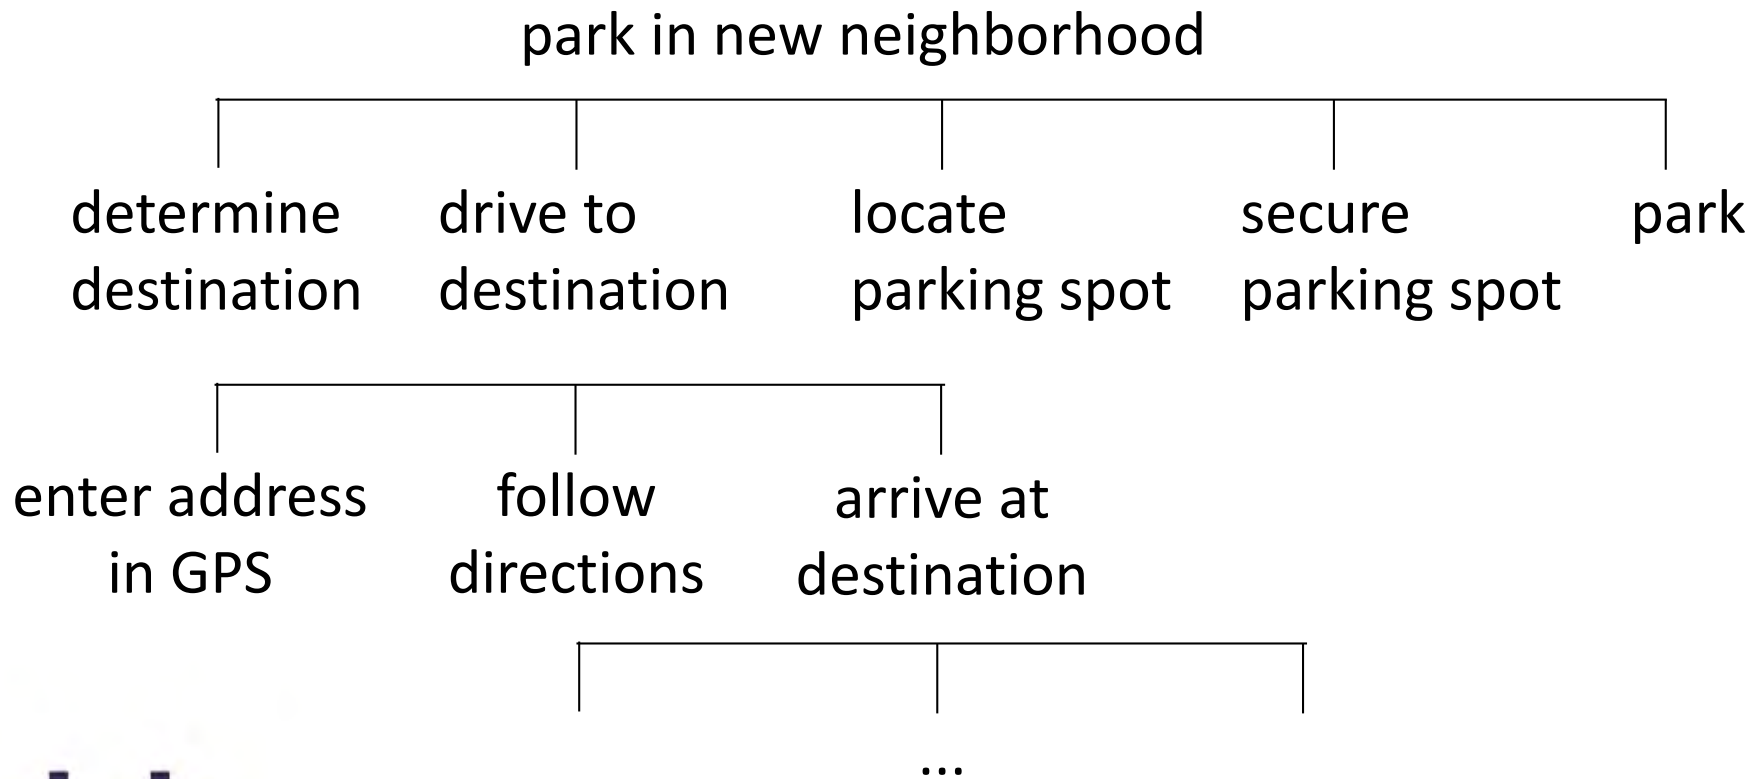 park in new neighborhood
determine drive to locate secure park
destination destination parking spot parking spot
enter address follow arrive at
in GPS directions destination
...